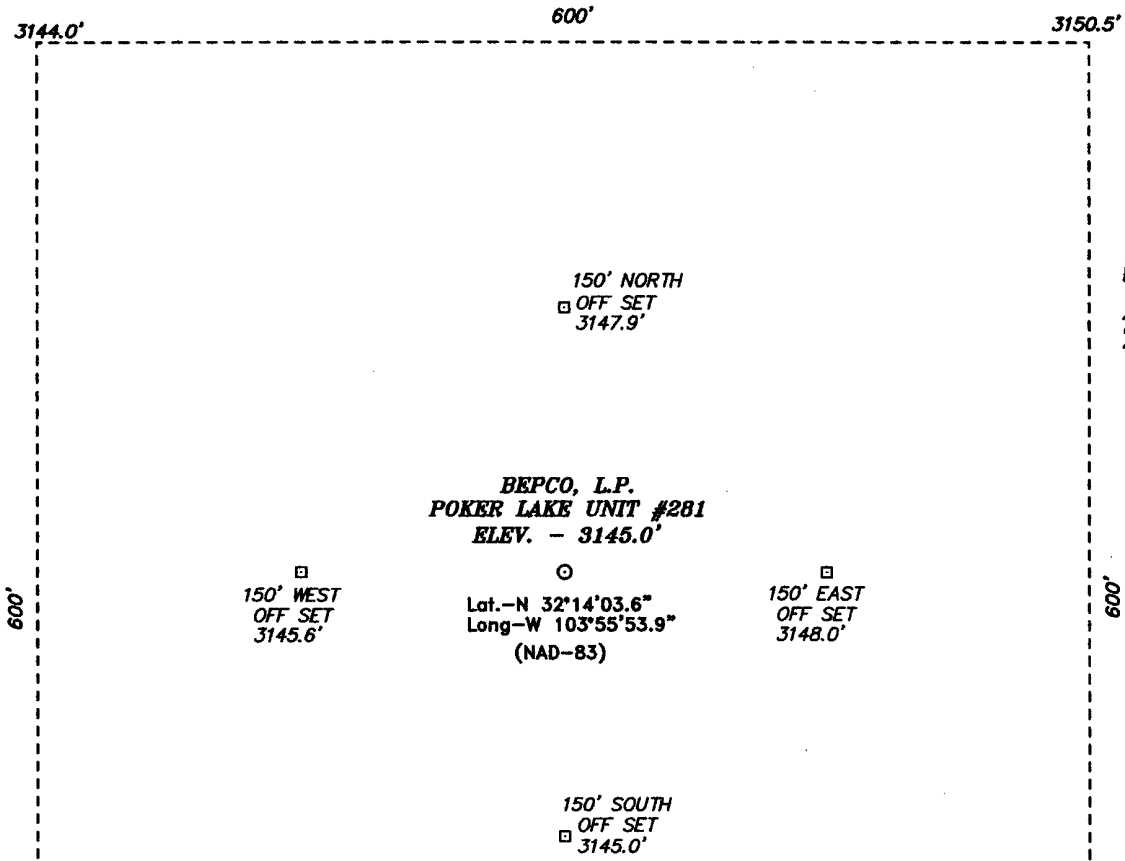 600'
3144.0'
3150.5'
150' NORTH
OFF SET
3147.9'
BEPCO, L.P.
POKER LAKE UNIT #281
ELEV. - 3145.0'
600'
150' WEST
OFF SET
3145.6'
Lat.-N 32°14'03.6"
Long-W 103°55'53.9"
(NAD-83)
150' EAST
OFF SET
3148.0'
600'
150' SOUTH
OFF SET
3145.0'